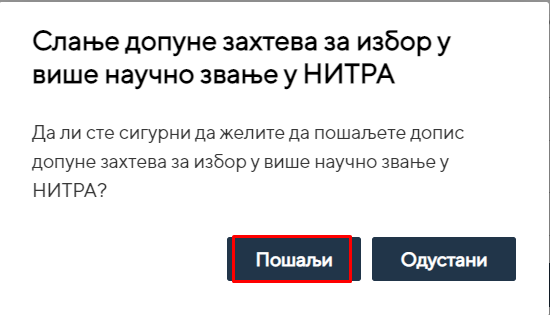 Слање допуне захтева за избор у
више научно звање у НИТРА
Да ли сте сигурни да желите да пошаљете допис
допуне захтева за избор у више научно звање у
НИТРА?
Пошаљи
Одустани